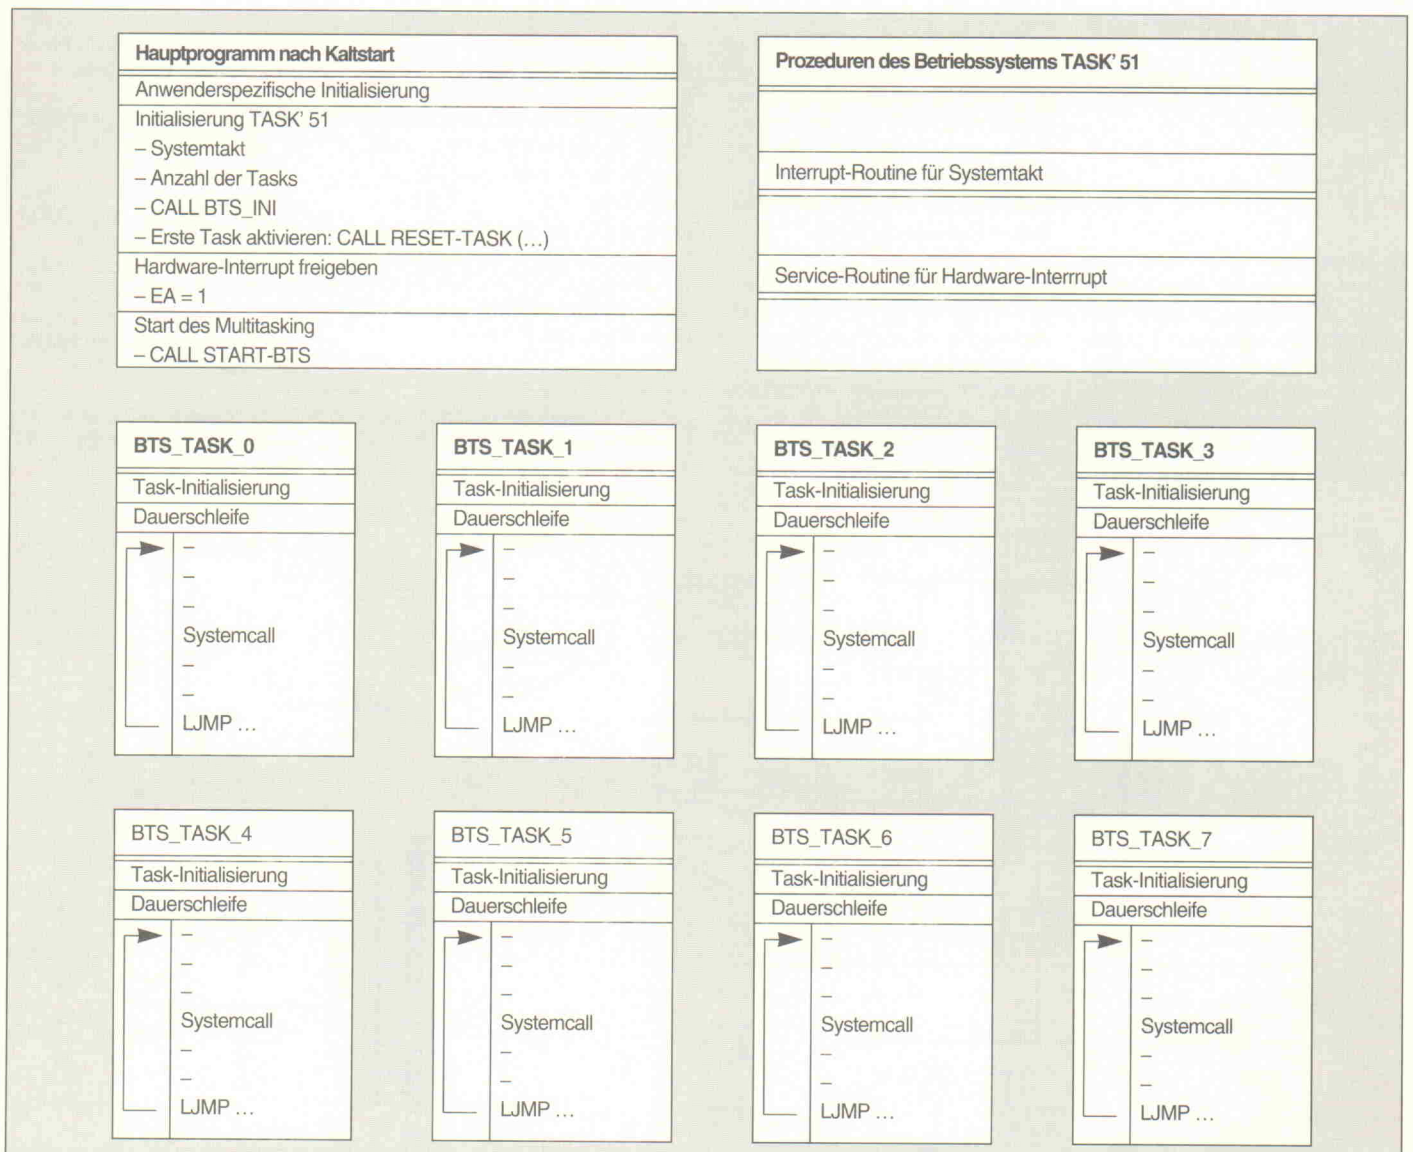 Hauptprogramm nach Kaltstart
Anwenderspezifische Initialisierung
Initialisierung TASK' 51
– Systemtakt
– Anzahl der Tasks
– CALL BTS_INI
– Erste Task aktivieren: CALL RESET-TASK (…)
Hardware-Interrupt freigeben
– EA = 1
Start des Multitasking
– CALL START-BTS
Prozeduren des Betriebssystems TASK' 51
Interrupt-Routine für Systemtakt
Service-Routine für Hardware-Interrrupt
BTS_TASK_0
Task-Initialisierung
Dauerschleife
–
–
–
Systemcall
–
–
LJMP …
BTS_TASK_1
Task-Initialisierung
Dauerschleife
–
–
–
Systemcall
–
–
LJMP …
BTS_TASK_2
Task-Initialisierung
Dauerschleife
–
–
–
Systemcall
–
–
LJMP …
BTS_TASK_3
Task-Initialisierung
Dauerschleife
–
–
–
Systemcall
–
–
LJMP …
BTS_TASK_4
Task-Initialisierung
Dauerschleife
–
–
–
Systemcall
–
–
LJMP …
BTS_TASK_5
Task-Initialisierung
Dauerschleife
–
–
–
Systemcall
–
–
LJMP …
BTS_TASK_6
Task-Initialisierung
Dauerschleife
–
–
–
Systemcall
–
–
LJMP …
BTS_TASK_7
Task-Initialisierung
Dauerschleife
–
–
–
Systemcall
–
–
LJMP …